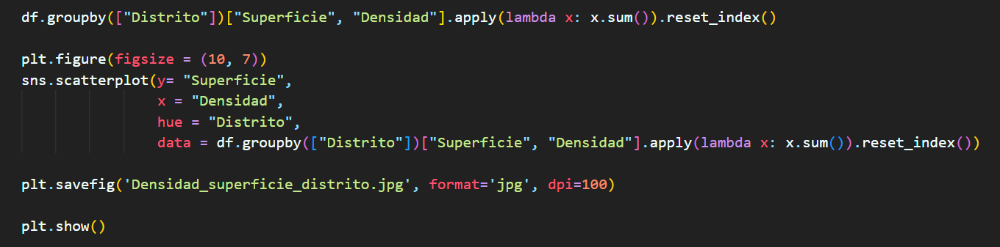 df.groupby(["Distrito"])["Superficie", "Densidad"].apply(lambda x: x.sum()).reset_index()
plt.figure(figsize = (10, 7))
sns.scatterplot(y= "Superficie",
x = "Densidad",
hue = "Distrito",
data = df.groupby(["Distrito"])["Superficie", "Densidad"].apply(lambda x: x.sum()).reset_index())
plt.savefig('Densidad_superficie_distrito.jpg', format='jpg', dpi=100)
plt.show()